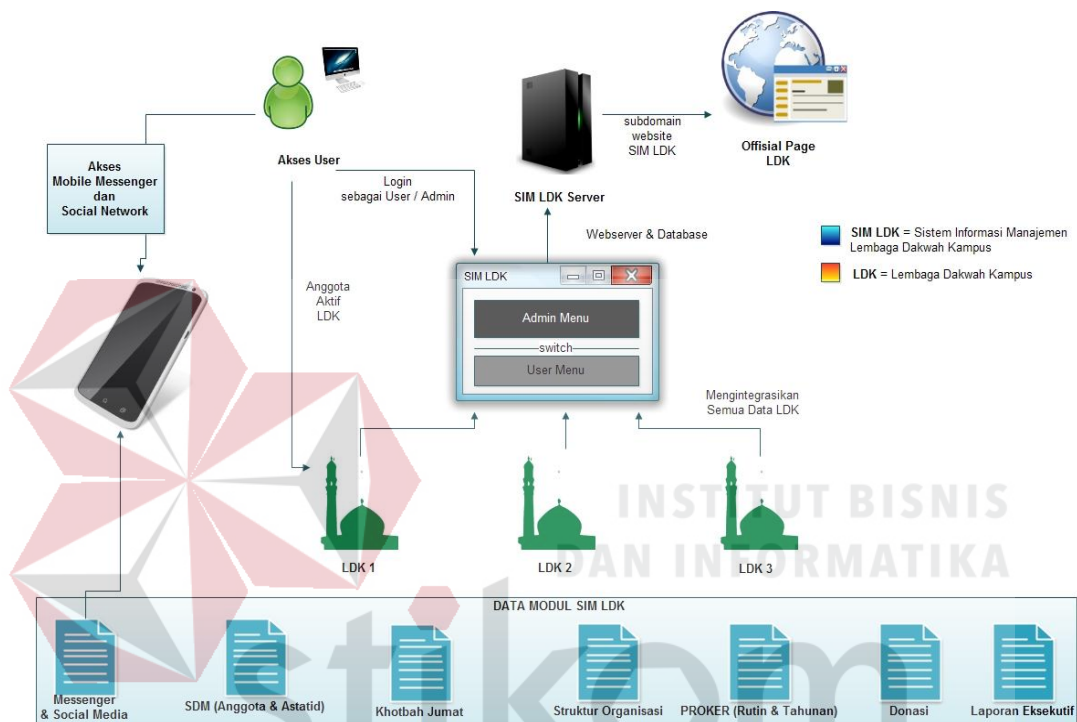 Akses
Mobile Messenger
dan
Social Network
Akses User
Login
sebagai User / Admin
Anggota
Aktif
LDK
SIM LDK Server
subdomain
website
SIM LDK
Offisial Page
LDK
Webserver & Database
SIM LDK = Sistem Informasi Manajemen
Lembaga Dakwah Kampus
LDK = Lembaga Dakwah Kampus
SIM LDK
Admin Menu
switch
User Menu
Mengintegrasikan
Semua Data LDK
LDK 1
LDK 2
LDK 3
INSTITUT BISNIS
DAN INFORMATIKA
stikom
DATA MODUL SIM LDK
Messenger
& Social Media
SDM (Anggota & Astatid)
Khotbah Jumat
Struktur Organisasi
PROKER (Rutin & Tahunan)
Donasi
Laporan Eksekutif